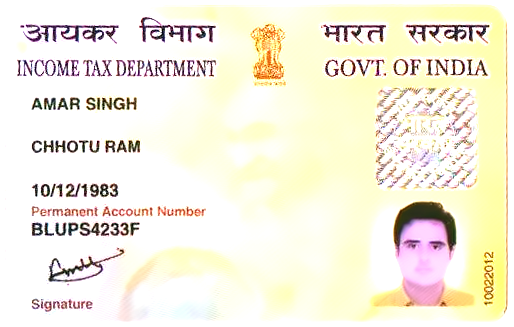 आयकर विभाग
भारत सरकार
INCOME TAX DEPARTMENT
GOVT. OF INDIA
AMAR SINGH
CHHOTU RAM
10/12/1983
Permanent Account Number
BLUPS4233F
Signature
10022012